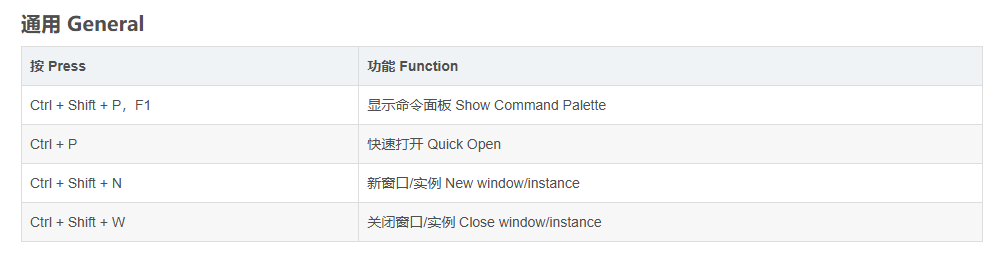 通用 General
按 Press 功能 Function
Ctrl + Shift + P，F1 显示命令面板 Show Command Palette
Ctrl + P 快速打开 Quick Open
Ctrl + Shift + N 新窗口/实例 New window/instance
Ctrl + Shift + W 关闭窗口/实例 Close window/instance